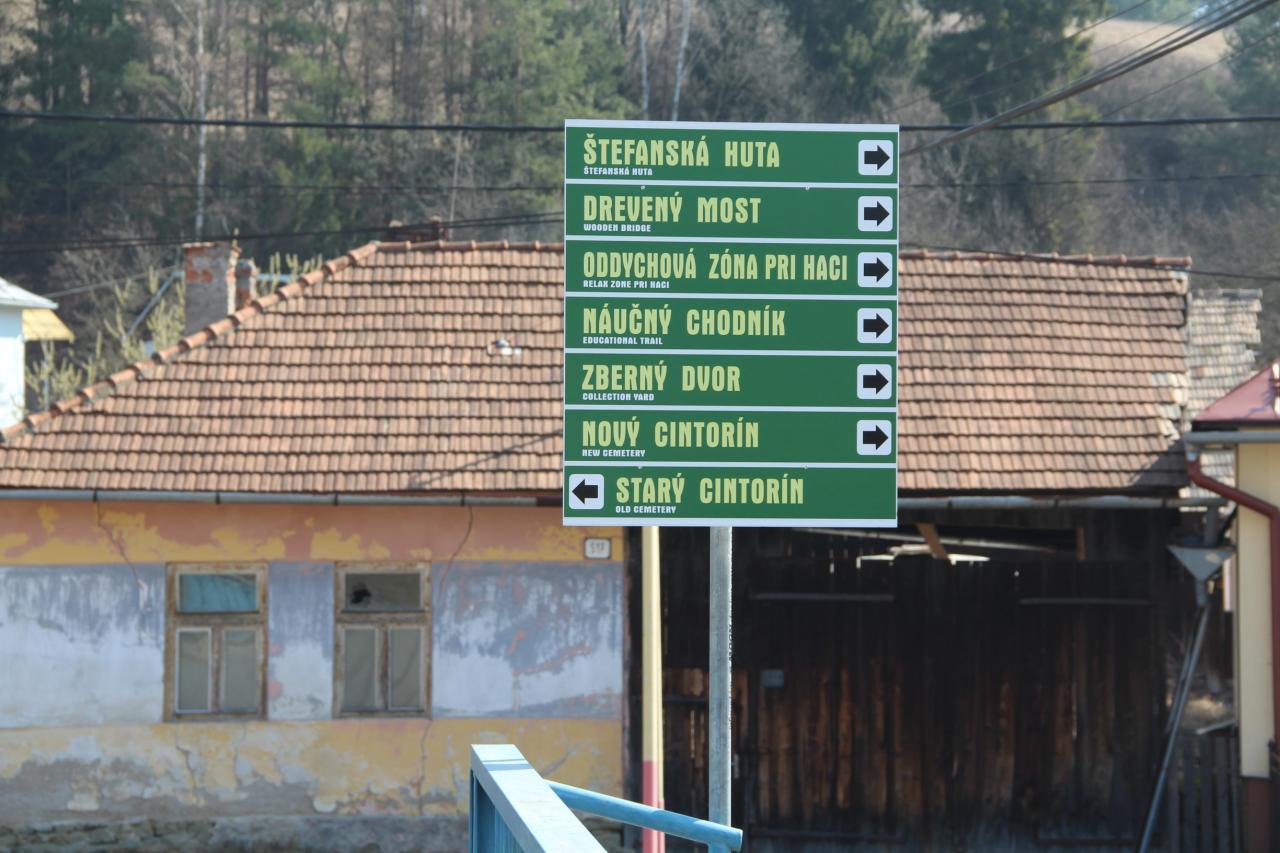 ŠTEFANSKÁ HUTA
ŠTEFANSKÁ HUTA
DREVENÝ MOST
WOODEN BRIDGE
ODDYCHOVÁ ZÓNA PRI HACI
RELAX ZONE PRI HACI
NÁUČNÝ CHODNÍK
EDUCATIONAL TRAIL
ZBERNÝ DVOR
COLLECTION YARD
NOVÝ CINTORÍN
NEW CEMETERY
STARÝ CINTORÍN
OLD CEMETERY